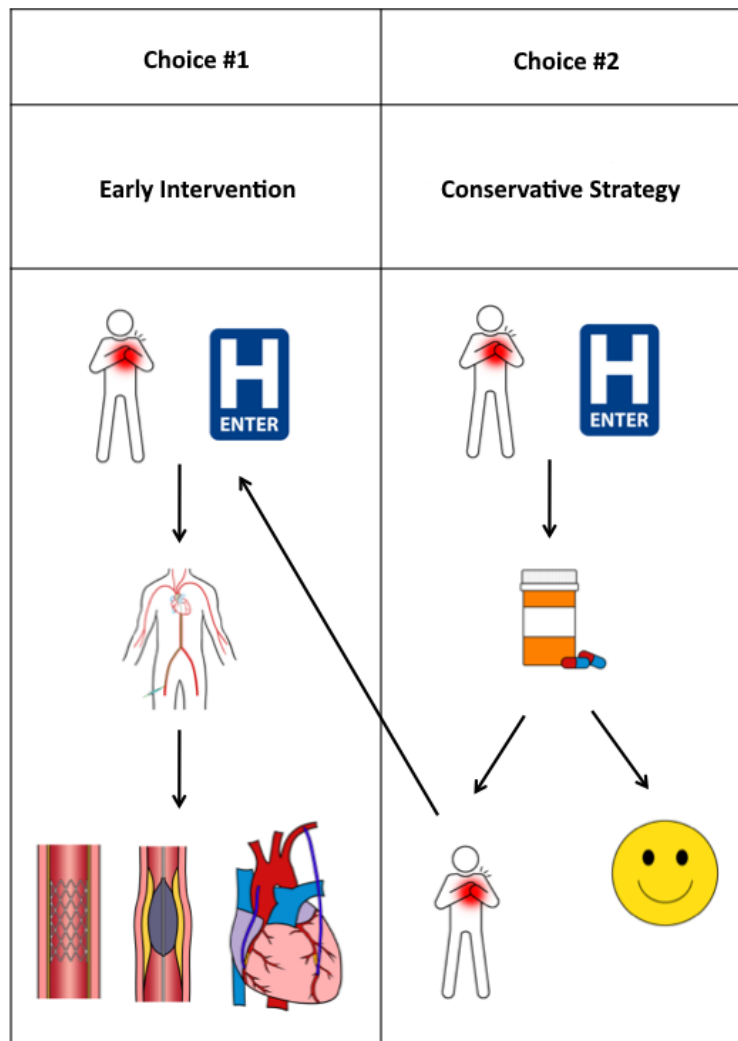 Choice #1
Choice #2
Early Intervention
Conservative Strategy
H
ENTER
H
ENTER